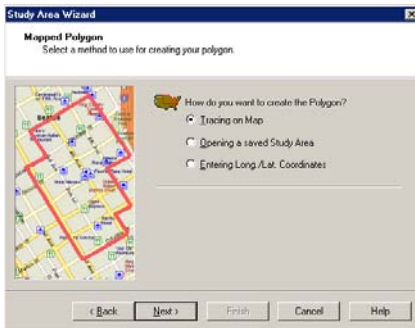 Study Area Wizard
Mapped Polygon
Select a method to use for creating your polygon.
How do you want to create the Polygon?
Tracing on Map
Opening a saved Study Area
Entering Long./Lat. Coordinates
< Back
Next >
Finish
Cancel
Help